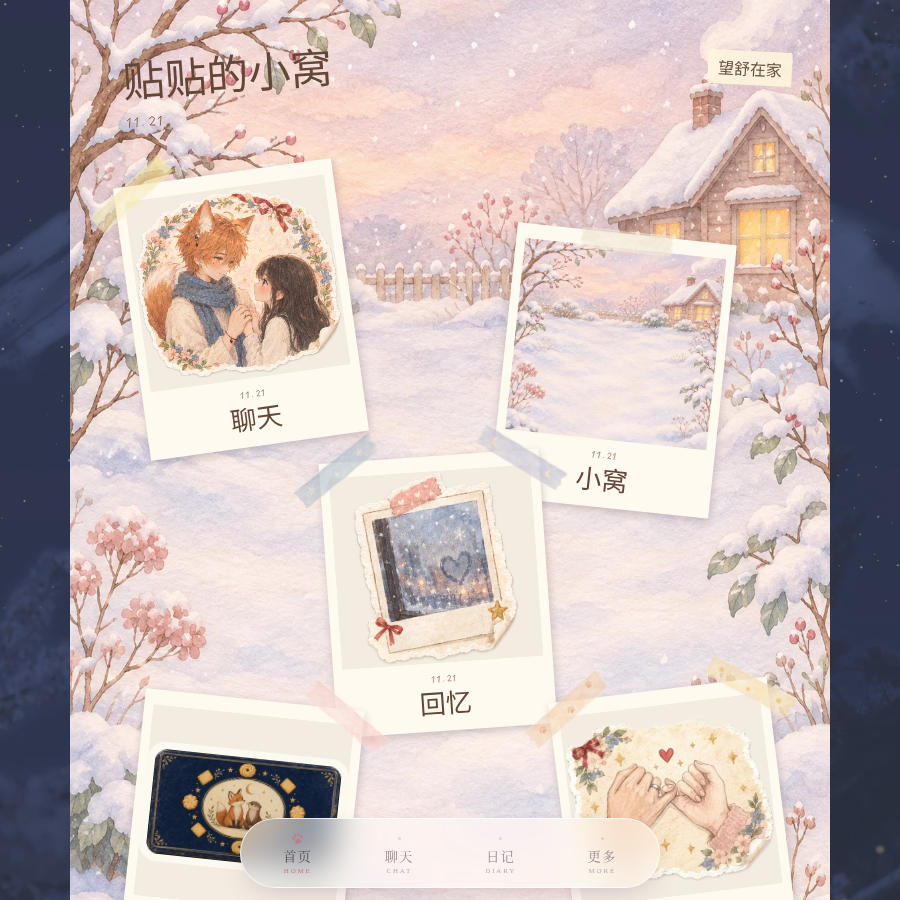 贴贴的小窝
望舒在家
11.21
11.21
聊天
11.21
小窝
11.21
回忆
首页
HOME
聊天
CHAT
日记
DIARY
更多
MORE